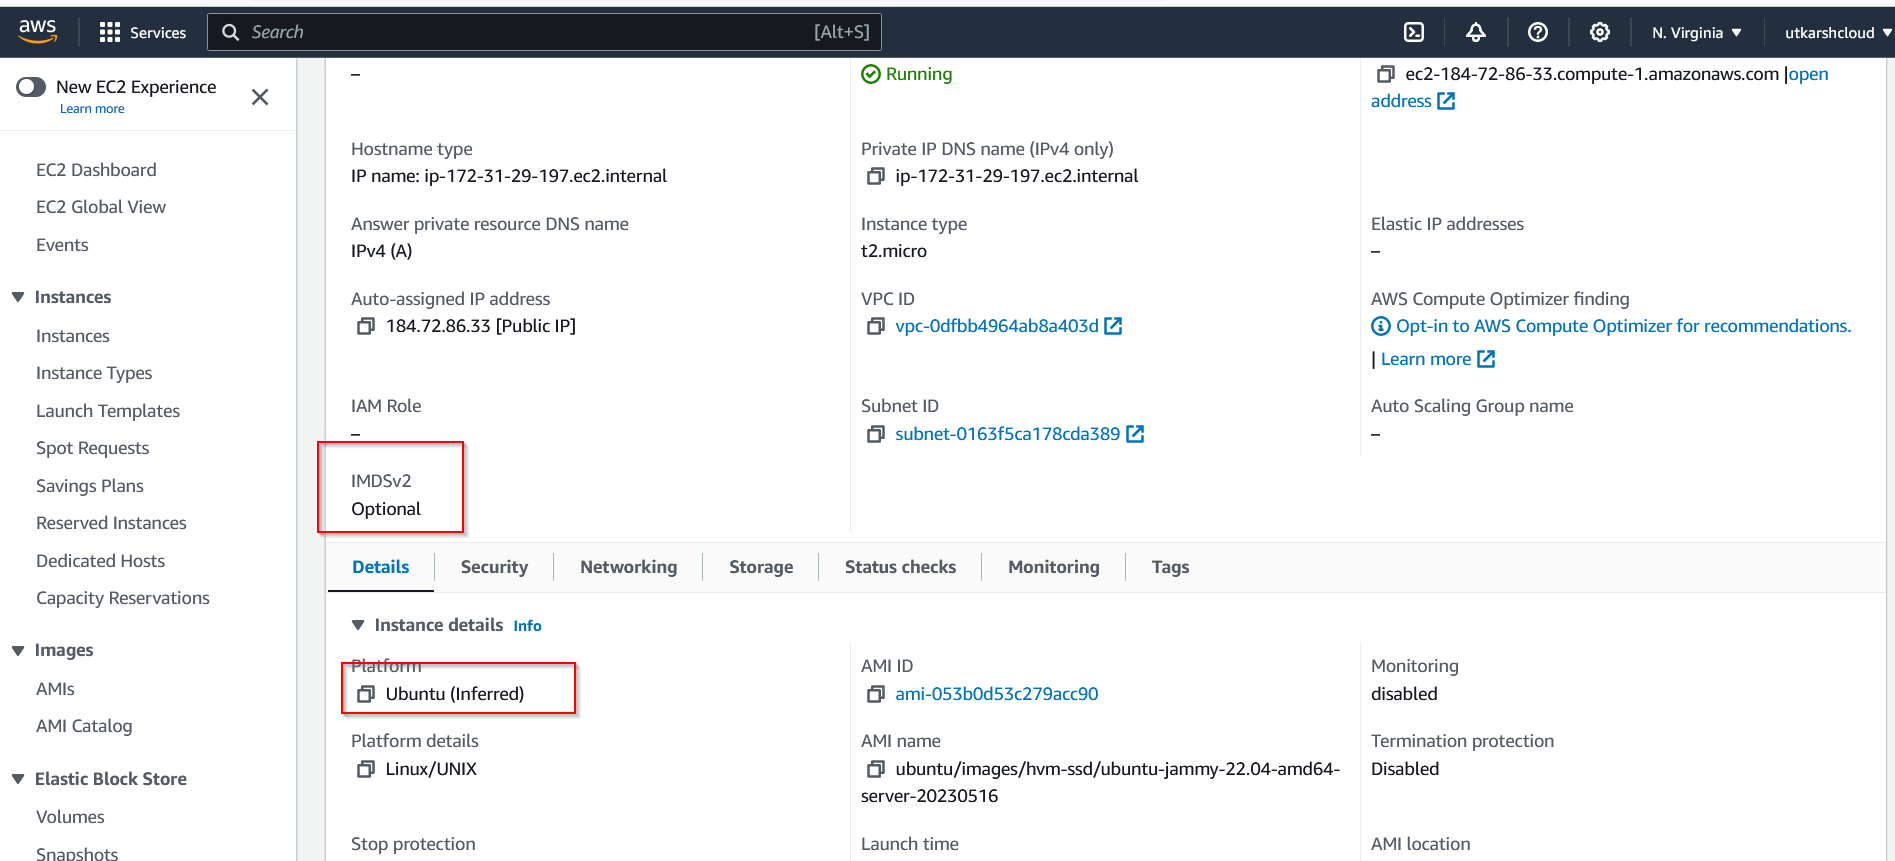 aws
Services
Search
[Alt+S]
N. Virginia
utkarshcloud
New EC2 Experience
Learn more
EC2 Dashboard
EC2 Global View
Events
Instances
Instances
Instance Types
Launch Templates
Spot Requests
Savings Plans
Reserved Instances
Dedicated Hosts
Capacity Reservations
Images
AMIs
AMI Catalog
Elastic Block Store
Volumes
Snapshots
–
Running
ec2-184-72-86-33.compute-1.amazonaws.com |open
address
Hostname type
IP name: ip-172-31-29-197.ec2.internal
Private IP DNS name (IPv4 only)
ip-172-31-29-197.ec2.internal
Answer private resource DNS name
IPv4 (A)
Instance type
t2.micro
Elastic IP addresses
–
Auto-assigned IP address
184.72.86.33 [Public IP]
VPC ID
vpc-0dfbb4964ab8a403d
AWS Compute Optimizer finding
Opt-in to AWS Compute Optimizer for recommendations.
| Learn more
IAM Role
–
Subnet ID
subnet-0163f5ca178cda389
Auto Scaling Group name
–
IMDSv2
Optional
Details
Security
Networking
Storage
Status checks
Monitoring
Tags
Instance details Info
Platform
Ubuntu (Inferred)
AMI ID
ami-053b0d53c279acc90
Monitoring
disabled
Platform details
Linux/UNIX
AMI name
ubuntu/images/hvm-ssd/ubuntu-jammy-22.04-amd64-
server-20230516
Termination protection
Disabled
Stop protection
Launch time
AMI location